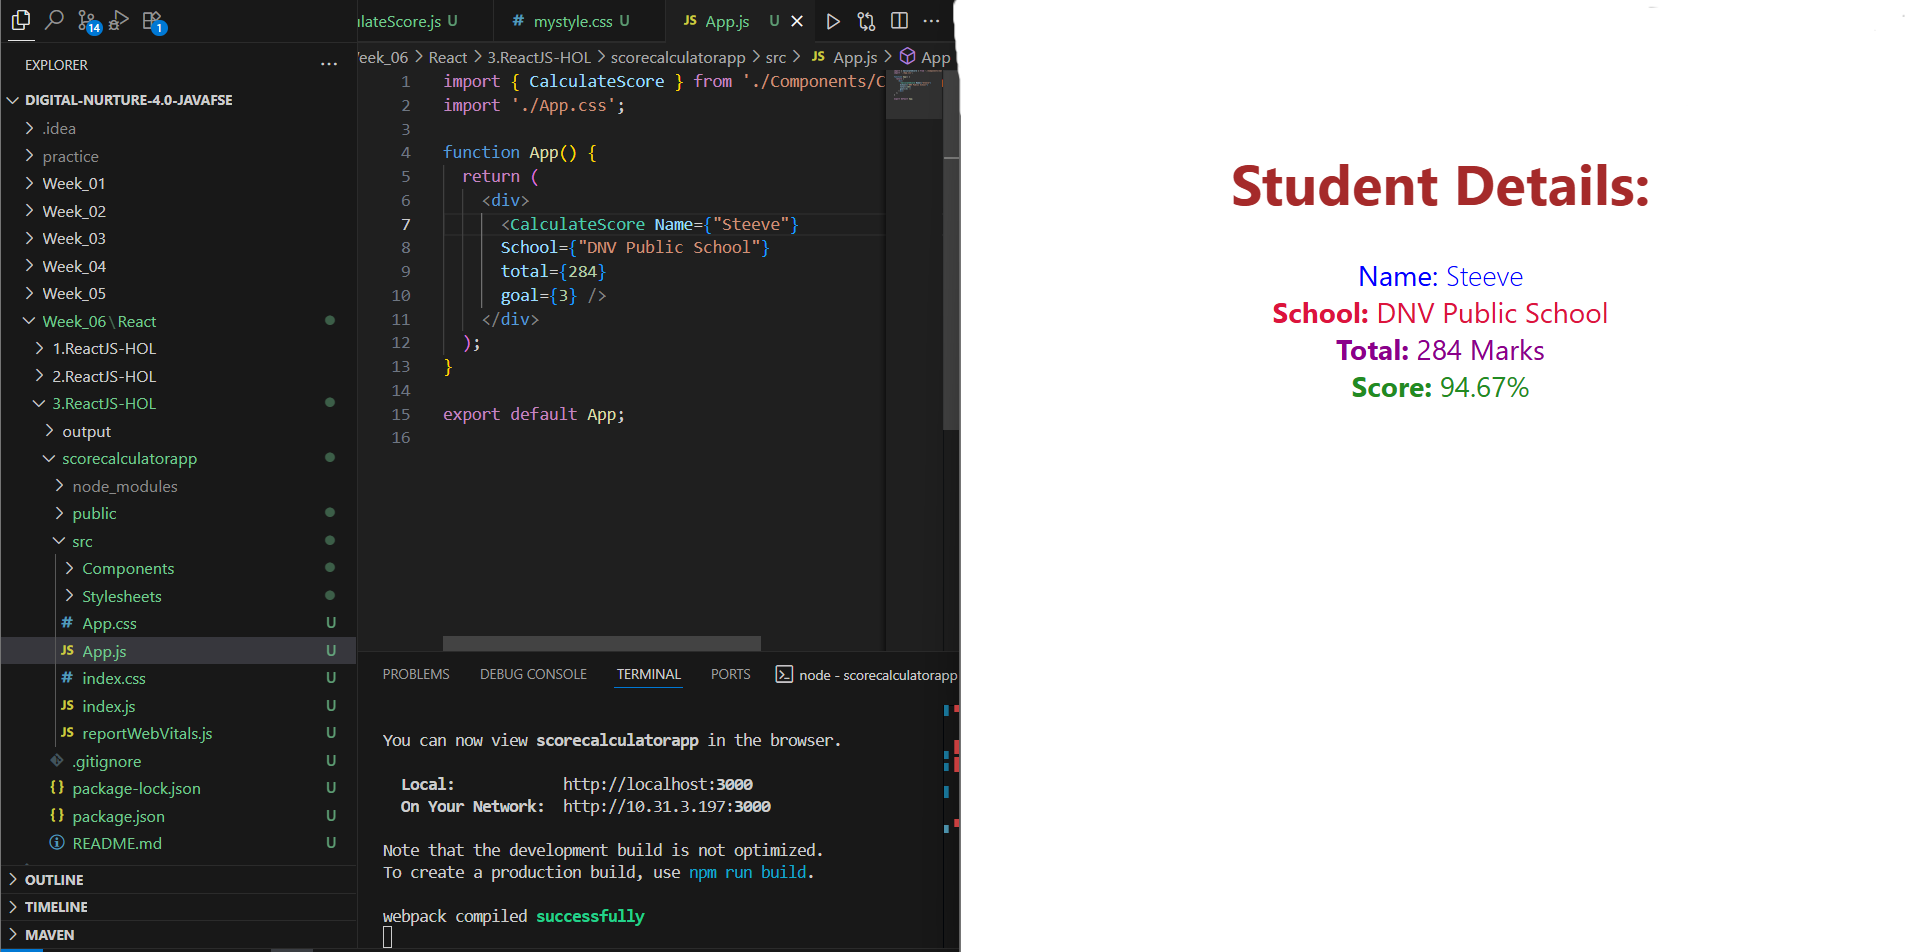 14
1
EXPLORER
DIGITAL-NURTURE-4.0-JAVAFSE
.idea
practice
Week_01
Week_02
Week_03
Week_04
Week_05
Week_06\React
1.ReactJS-HOL
2.ReactJS-HOL
3.ReactJS-HOL
output
scorecalculatorapp
node_modules
public
src
Components
Stylesheets
# App.css U
JS App.js U
# index.css U
JS index.js U
JS reportWebVitals.js U
.gitignore U
{} package-lock.json U
{} package.json U
README.md U
OUTLINE
TIMELINE
MAVEN
ulateScore.js U # mystyle.css U JS App.js U
eek_06 > React > 3.ReactJS-HOL > scorecalculatorapp > src > JS App.js > App
1 import { CalculateScore } from './Components/C
2 import './App.css';
3
4 function App() {
5 return (
6 <div>
7 <CalculateScore Name={"Steeve"}
8 School={"DNV Public School"}
9 total={284}
10 goal={3} />
11 </div>
12 );
13 }
14
15 export default App;
16
PROBLEMS DEBUG CONSOLE TERMINAL PORTS node - scorecalculatorapp
You can now view scorecalculatorapp in the browser.
Local: http://localhost:3000
On Your Network: http://10.31.3.197:3000
Note that the development build is not optimized.
To create a production build, use npm run build.
webpack compiled successfully
Student Details:
Name: Steeve
School: DNV Public School
Total: 284 Marks
Score: 94.67%